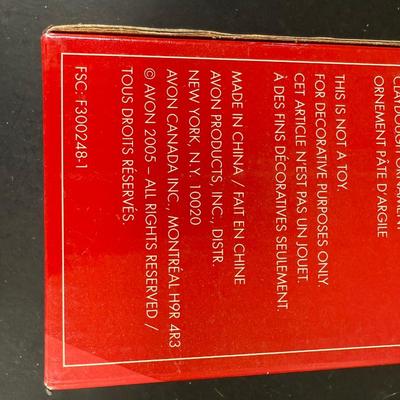 CLAYDOUGH ORNAMENT
ORNEMENT PÂTE D'ARGILE
THIS IS NOT A TOY.
FOR DECORATIVE PURPOSES ONLY.
CET ARTICLE N'EST PAS UN JOUET.
À DES FINS DÉCORATIVES SEULEMENT.
MADE IN CHINA / FAIT EN CHINE
AVON PRODUCTS, INC., DISTR.
NEW YORK, N.Y. 10020
AVON CANADA INC., MONTRÉAL H9R 4R3
© AVON 2005 – ALL RIGHTS RESERVED /
TOUS DROITS RÉSERVÉS.
FSC: F300248-1